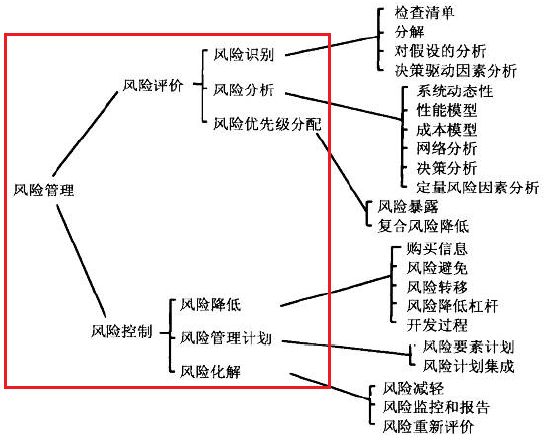 风险管理
风险评价
风险识别
检查清单
分解
对假设的分析
决策驱动因素分析
风险分析
系统动态性
性能模型
成本模型
网络分析
决策分析
定量风险因素分析
风险优先级分配
风险暴露
复合风险降低
风险控制
风险降低
购买信息
风险避免
风险转移
风险降低杠杆
开发过程
风险管理计划
风险要素计划
风险计划集成
风险化解
风险减轻
风险监控和报告
风险重新评价